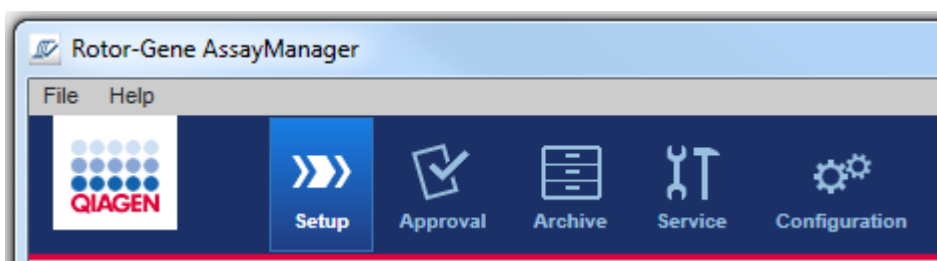 Rotor-Gene AssayManager
File Help
QIAGEN
Setup Approval Archive Service Configuration